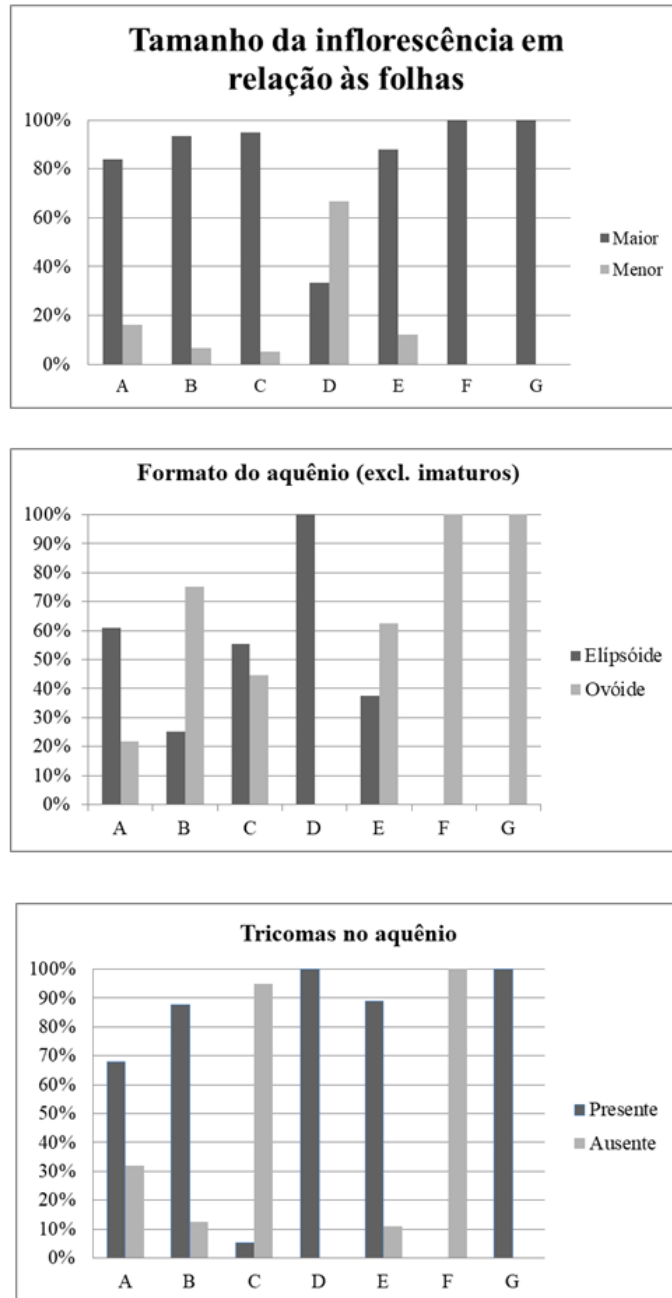 Tamanho da inflorescência em
relação às folhas
100%
80%
60%
40%
20%
0%
A B C D E F G
Maior
Menor
Formato do aquênio (excl. imaturos)
100%
90%
80%
70%
60%
50%
40%
30%
20%
10%
0%
A B C D E F G
Elípsóide
Ovóide
Tricomas no aquênio
100%
90%
80%
70%
60%
50%
40%
30%
20%
10%
0%
A B C D E F G
Presente
Ausente